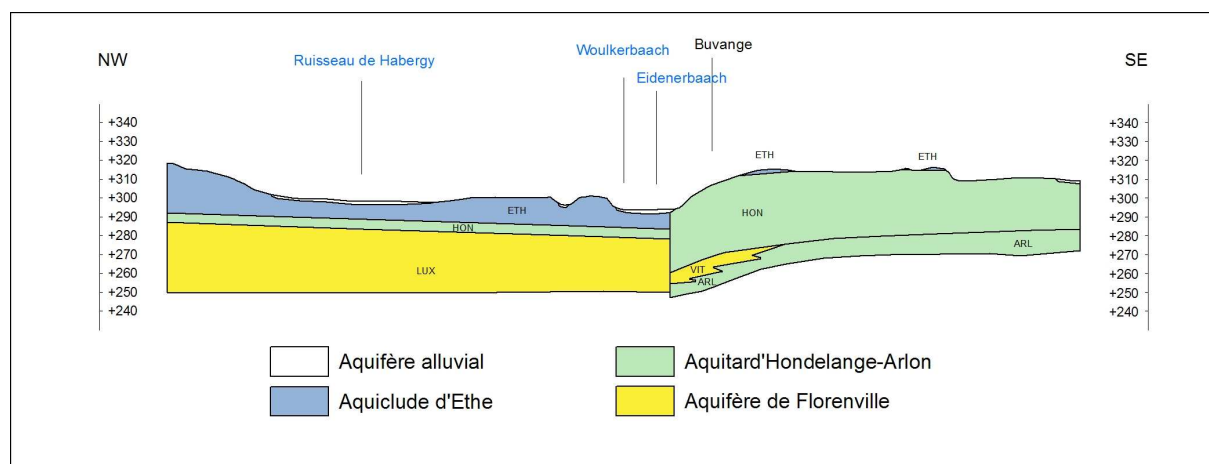 NW
Ruisseau de Habergy
Woulkerbaach
Eidenerbaach
Buvange
SE
+340
+330
+320
+310
+300
+290
+280
+270
+260
+250
+240
+340
+330
+320
+310
+300
+290
+280
+270
+260
+250
+240
ETH
ETH
ETH
HON
HON
LUX
VIT
ARL
ARL
Aquifère alluvial
Aquiclude d'Ethe
Aquitard'Hondelange-Arlon
Aquifère de Florenville